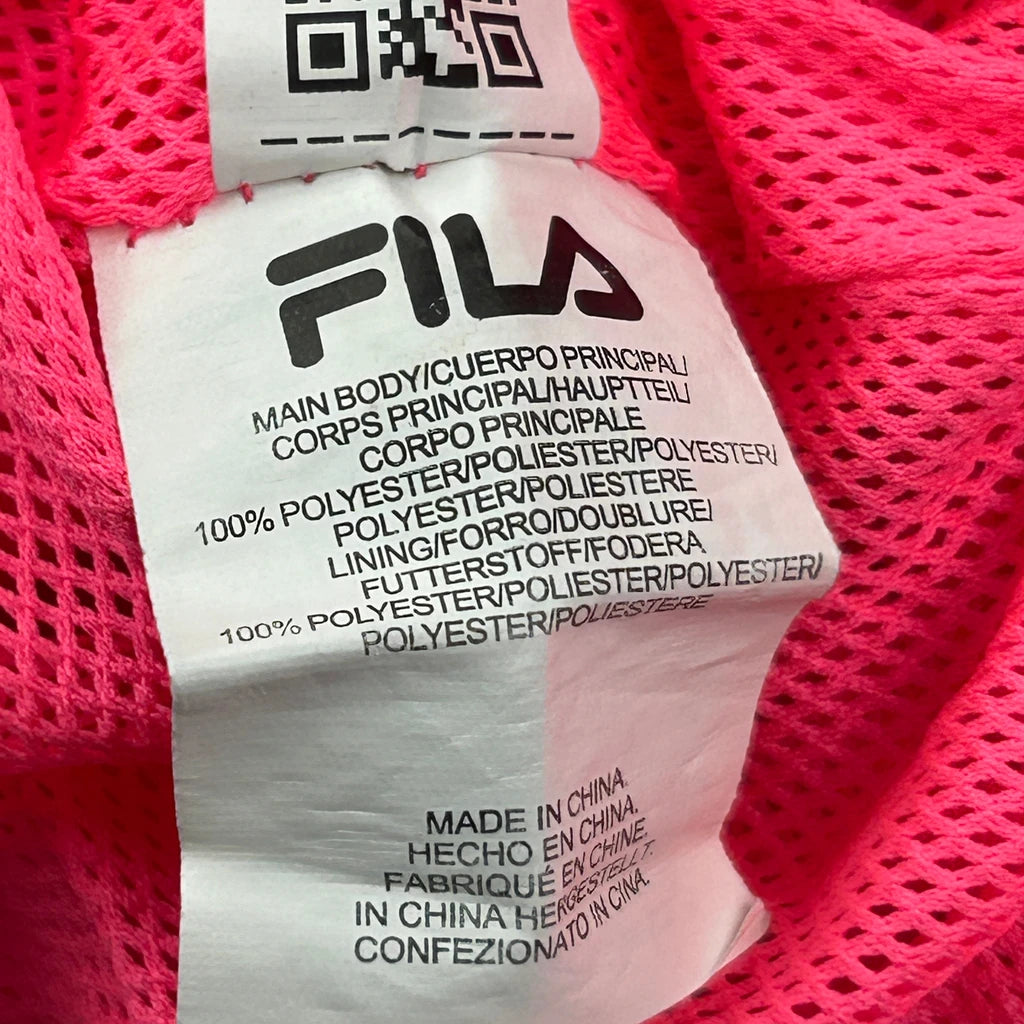 FILA
MAIN BODY/CUERPO PRINCIPAL/
CORPS PRINCIPAL/HAUPTTEIL/
CORPO PRINCIPALE
100% POLYESTER/POLIESTER/POLYESTER/
POLYESTER/POLIESTERE
LINING/FORRO/DOUBLURE/
FUTTERSTOFF/FODERA
100% POLYESTER/POLIESTER/POLYESTER/
POLYESTER/POLIESTERE
MADE IN CHINA.
HECHO EN CHINA.
FABRIQUÉ EN CHINE.
IN CHINA HERGESTELLT.
CONFEZIONATO IN CINA.